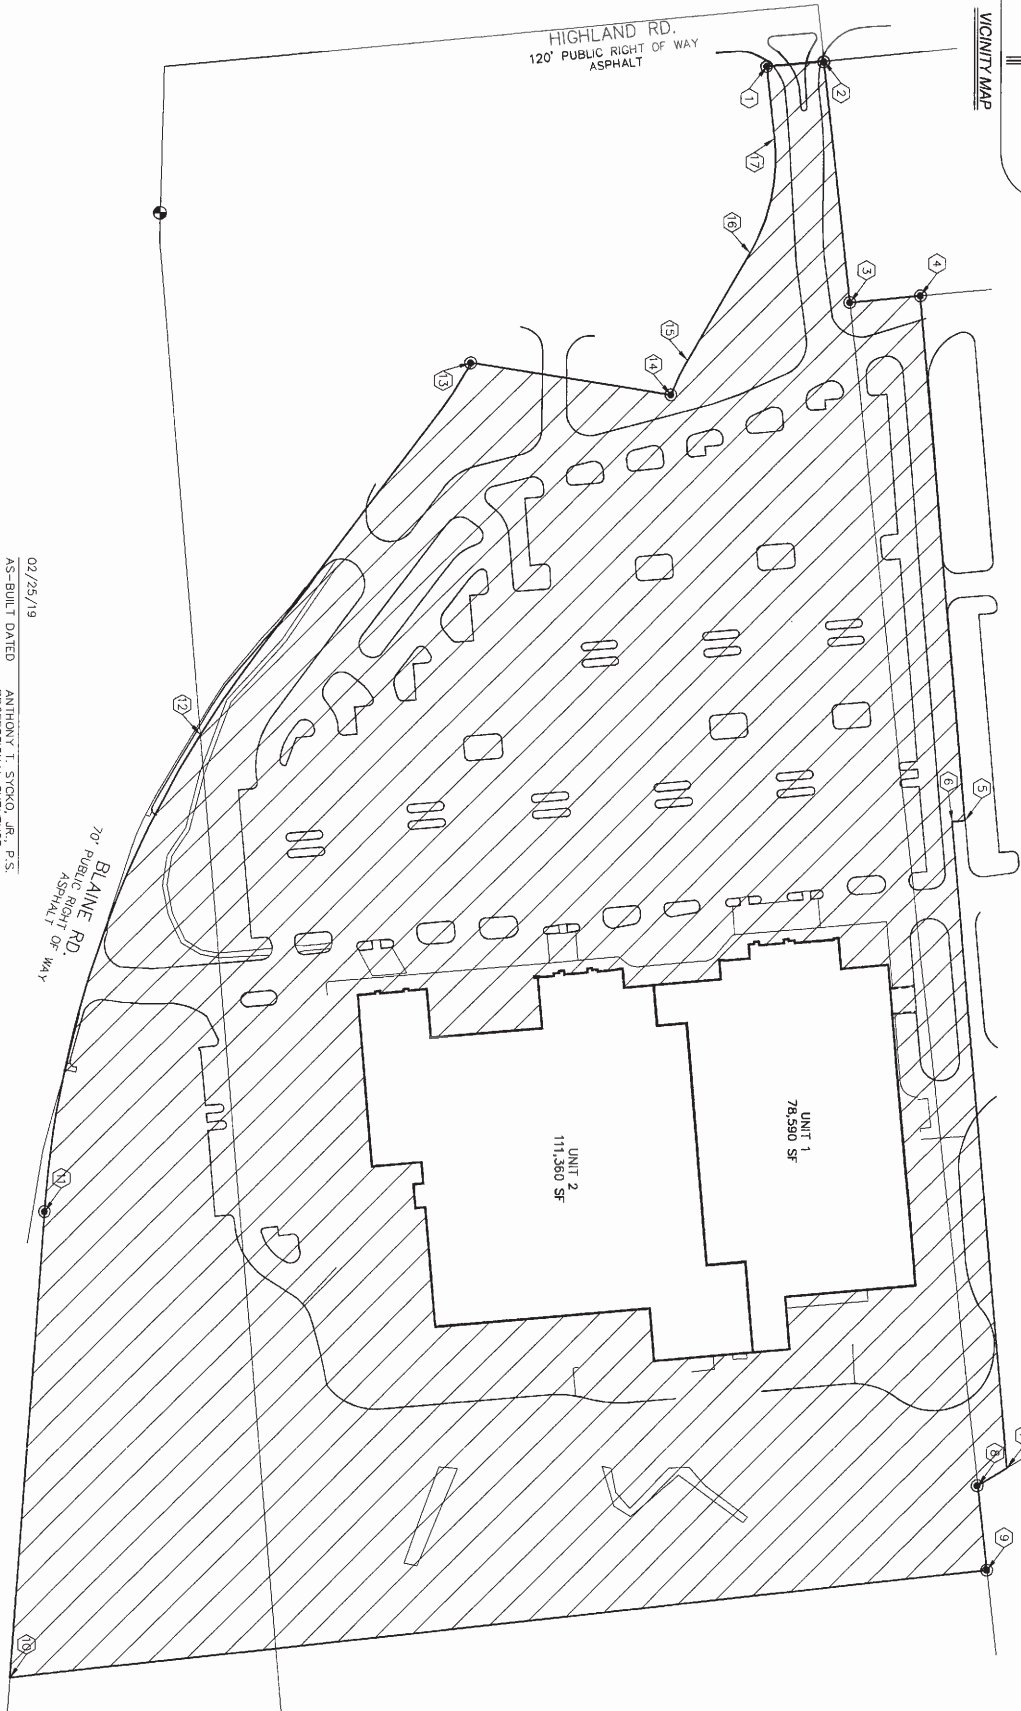 VICINITY MAP
HIGHLAND RD.
120' PUBLIC RIGHT OF WAY
ASPHALT
1
2
17
16
3
4
15
14
13
6
5
12
BLAINE RD.
70' PUBLIC RIGHT OF WAY
ASPHALT
UNIT 1
78,590 SF
UNIT 2
111,360 SF
11
8
9
10
02/25/19
AS-BUILT DATED
ANTHONY T. SYCKO, JR., P.S.